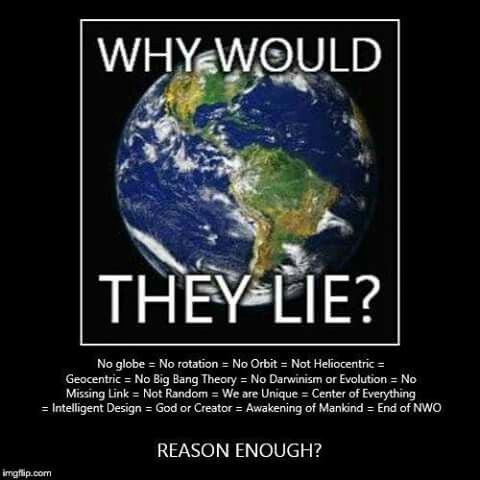 WHY WOULD
THEY LIE?
No globe = No rotation = No Orbit = Not Heliocentric =
Geocentric = No Big Bang Theory = No Darwinism or Evolution = No
Missing Link = Not Random = We are Unique = Center of Everything
= Intelligent Design = God or Creator = Awakening of Mankind = End of NWO
REASON ENOUGH?
imgflip.com